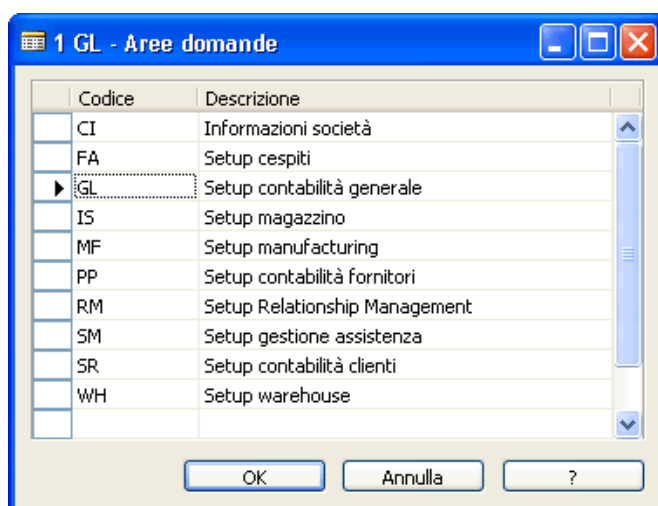 1 GL - Aree domande
Codice Descrizione
CI Informazioni società
FA Setup cespiti
GL Setup contabilità generale
IS Setup magazzino
MF Setup manufacturing
PP Setup contabilità fornitori
RM Setup Relationship Management
SM Setup gestione assistenza
SR Setup contabilità clienti
WH Setup warehouse
OK Annulla ?